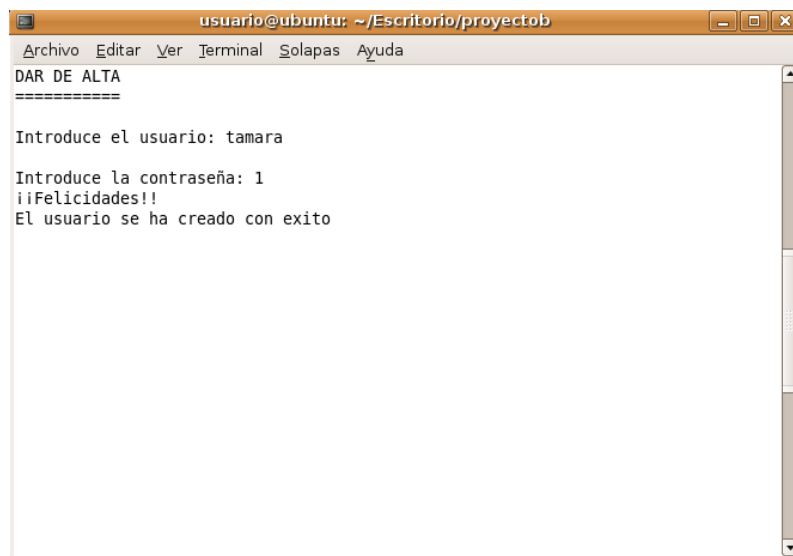 usuario@ubuntu: ~/Escritorio/proyectob
Archivo Editar Ver Terminal Solapas Ayuda
DAR DE ALTA
===========
Introduce el usuario: tamara
Introduce la contraseña: 1
¡¡Felicidades!!
El usuario se ha creado con exito